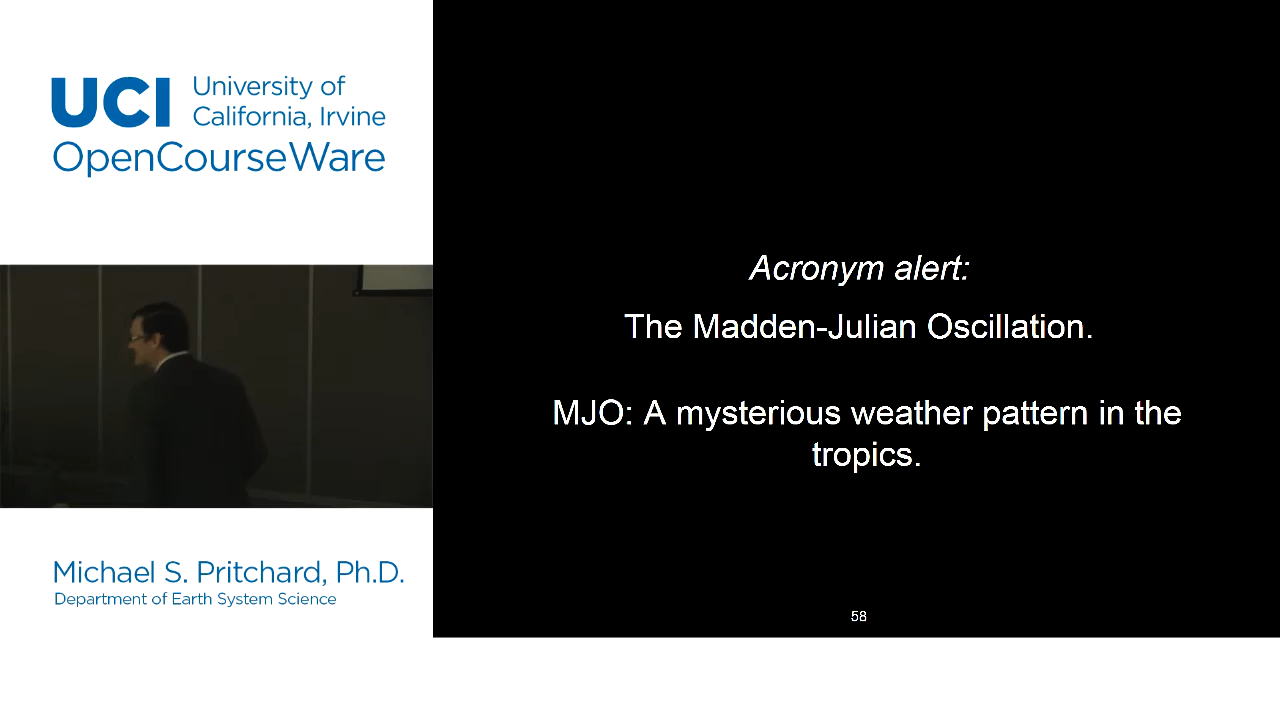 UCI University of
California, Irvine
OpenCourseWare
Acronym alert:
The Madden-Julian Oscillation.
MJO: A mysterious weather pattern in the
tropics.
Michael S. Pritchard, Ph.D.
Department of Earth System Science
58